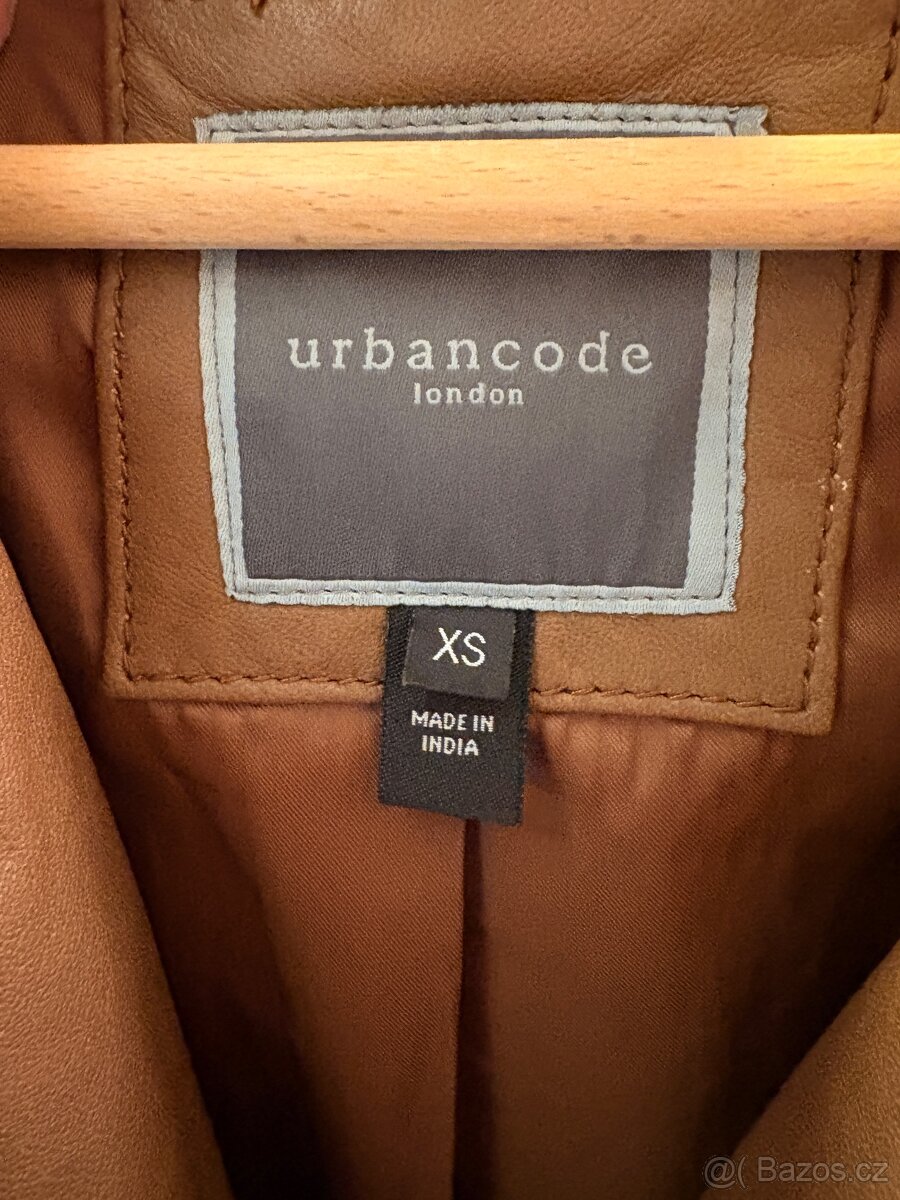 urbancode
london
XS
MADE IN
INDIA
@( Bazos.cz